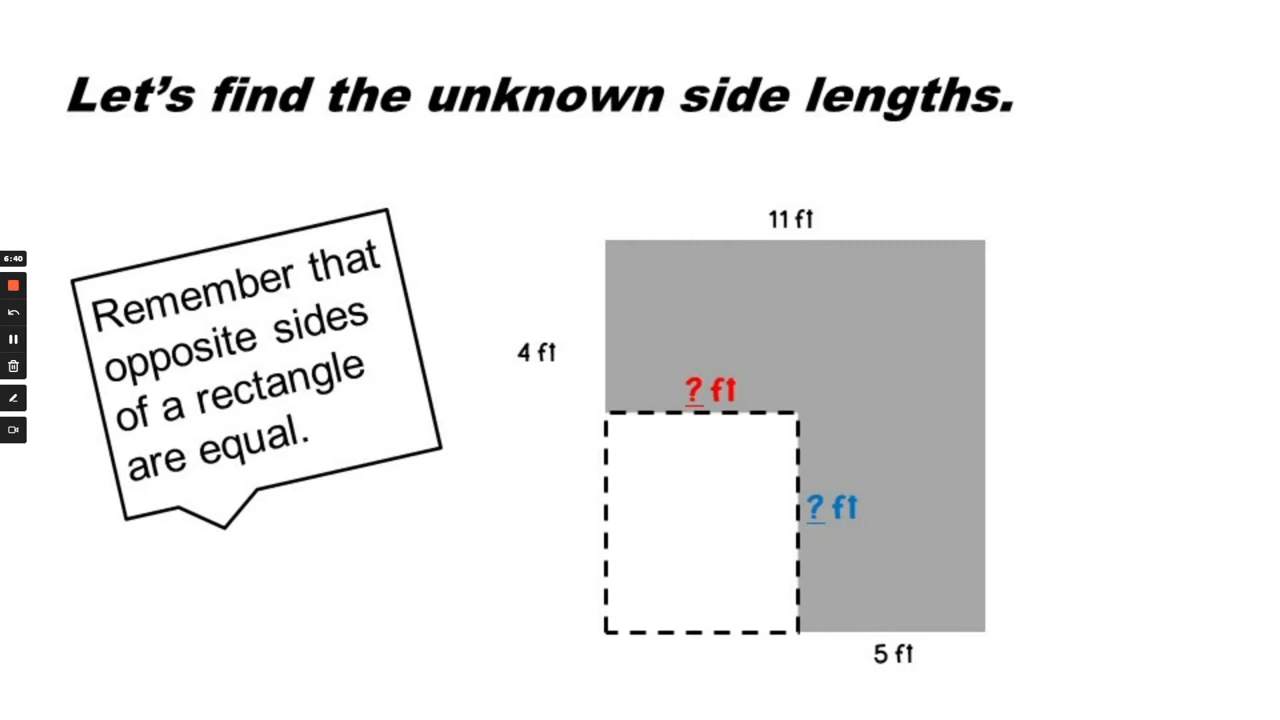 Let's find the unknown side lengths.
6:40
Remember that
opposite sides
of a rectangle
are equal.
11 ft
4 ft
? ft
? ft
5 ft